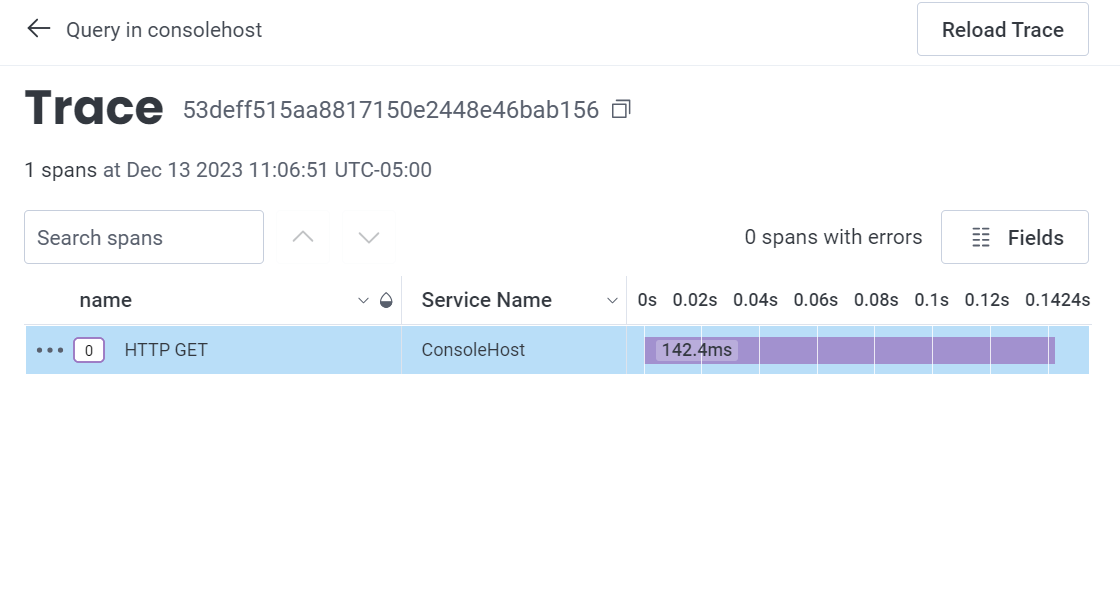 Query in consolehost
Reload Trace
Trace 53deff515aa8817150e2448e46bab156
1 spans at Dec 13 2023 11:06:51 UTC-05:00
Search spans
0 spans with errors
Fields
name Service Name 0s 0.02s 0.04s 0.06s 0.08s 0.1s 0.12s 0.1424s
0 HTTP GET ConsoleHost 142.4ms